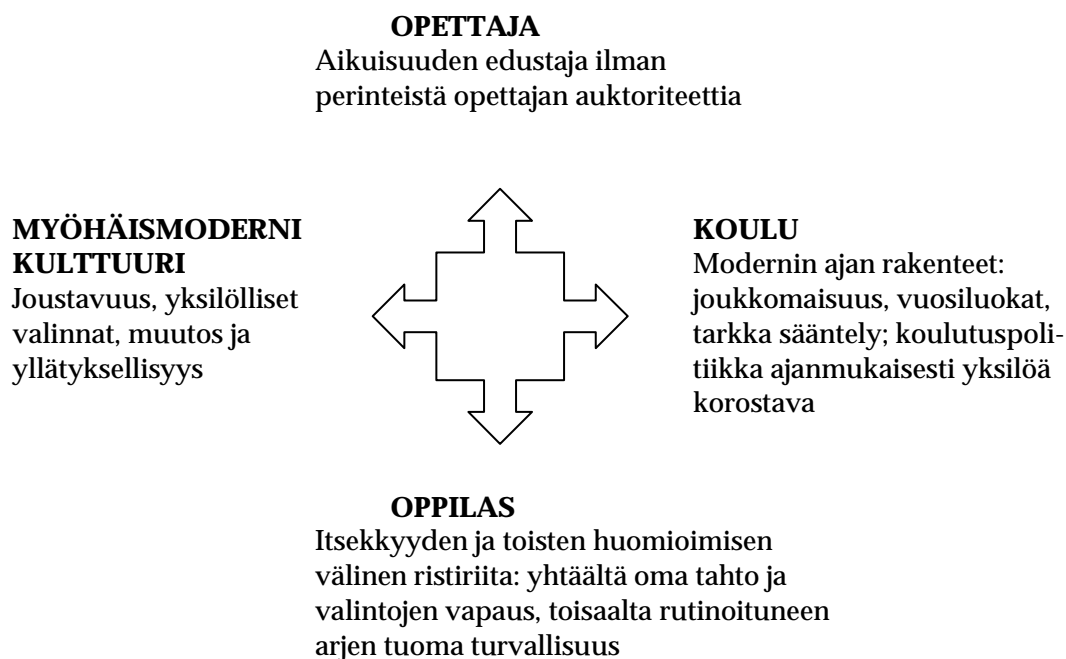 OPETTAJA
Aikuisuuden edustaja ilman
perinteistä opettajan auktoriteettia
MYÖHÄISMODERNI
KULTTUURI
Joustavuus, yksilölliset
valinnat, muutos ja
yllätyksellisyys
KOULU
Modernin ajan rakenteet:
joukkomaisuus, vuosiluokat,
tarkka sääntely; koulutuspoli-
tiikka ajanmukaisesti yksilöä
korostava
OPPILAS
Itsekkyyden ja toisten huomioimisen
välinen ristiriita: yhtäältä oma tahto ja
valintojen vapaus, toisaalta rutinoituneen
arjen tuoma turvallisuus